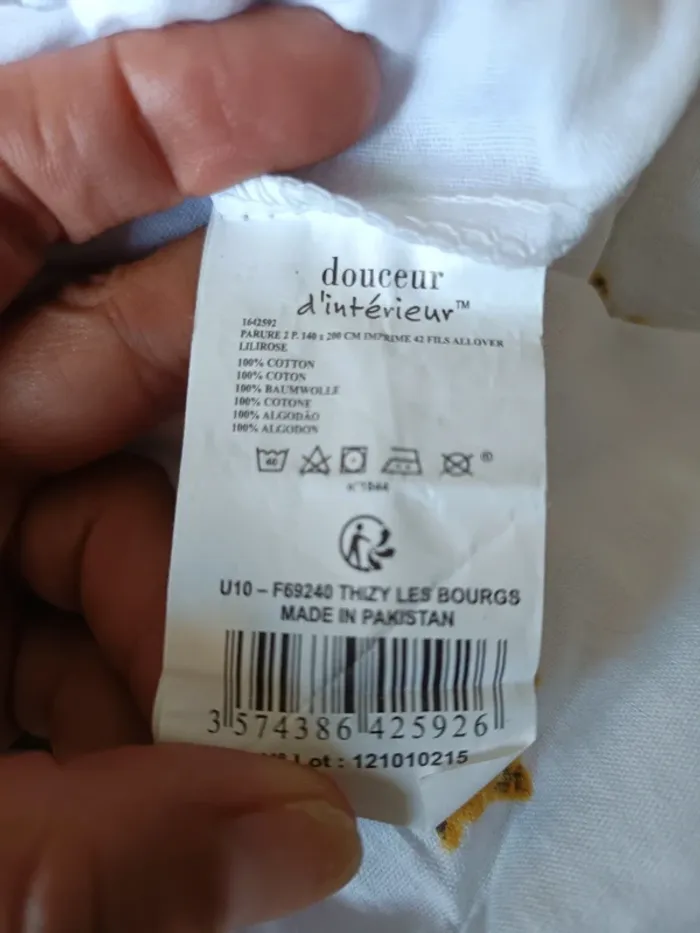 douceur
d'intérieur™
1642592
PARURE 2 P. 140 x 200 CM IMPRIME 42 FILS ALLOVER
LILIROSE
100% COTTON
100% COTON
100% BAUMWOLLE
100% COTONE
100% ALGODÃO
100% ALGODON
40
®
U10 – F69240 THIZY LES BOURGS
MADE IN PAKISTAN
3 574386 425926
Lot : 121010215